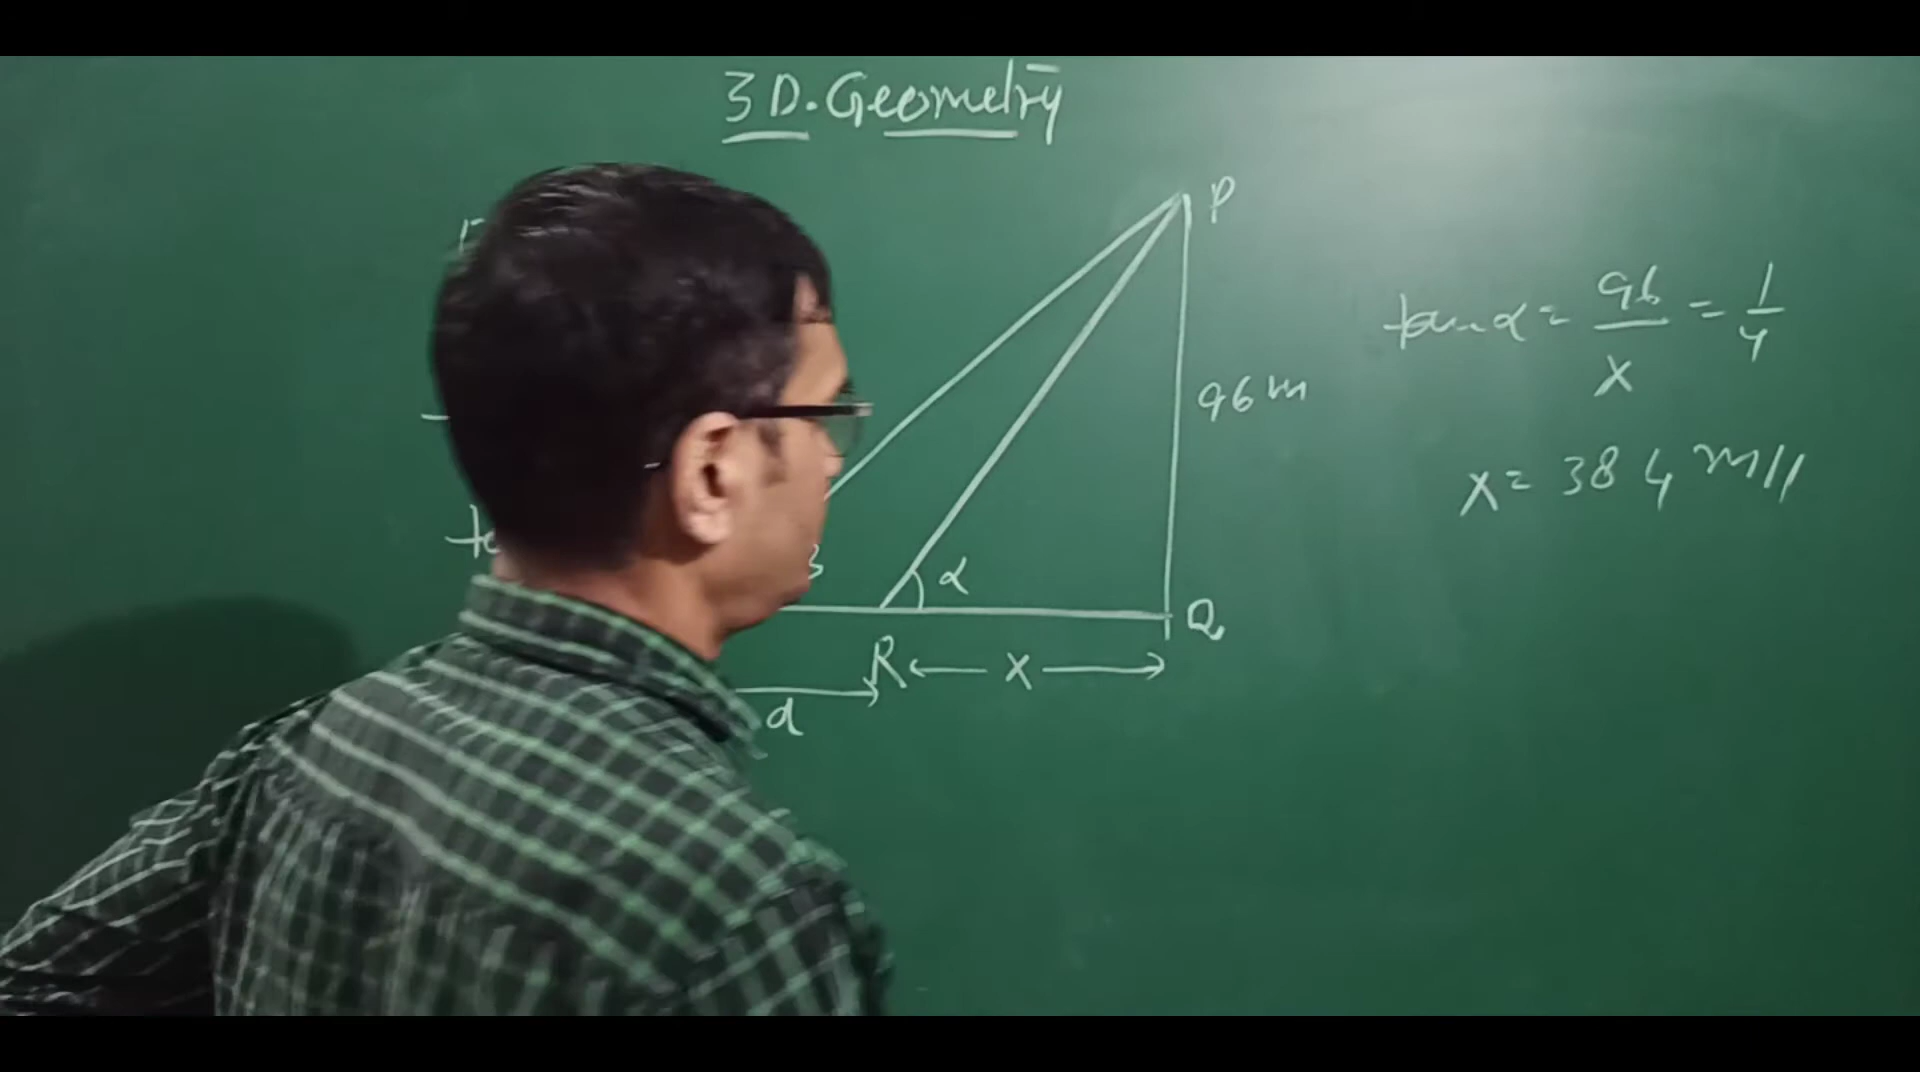 3D. Geometry
P
tan α = 96/x = 1/4
96 m
x = 384 m//
α
Q
R ← x →
d